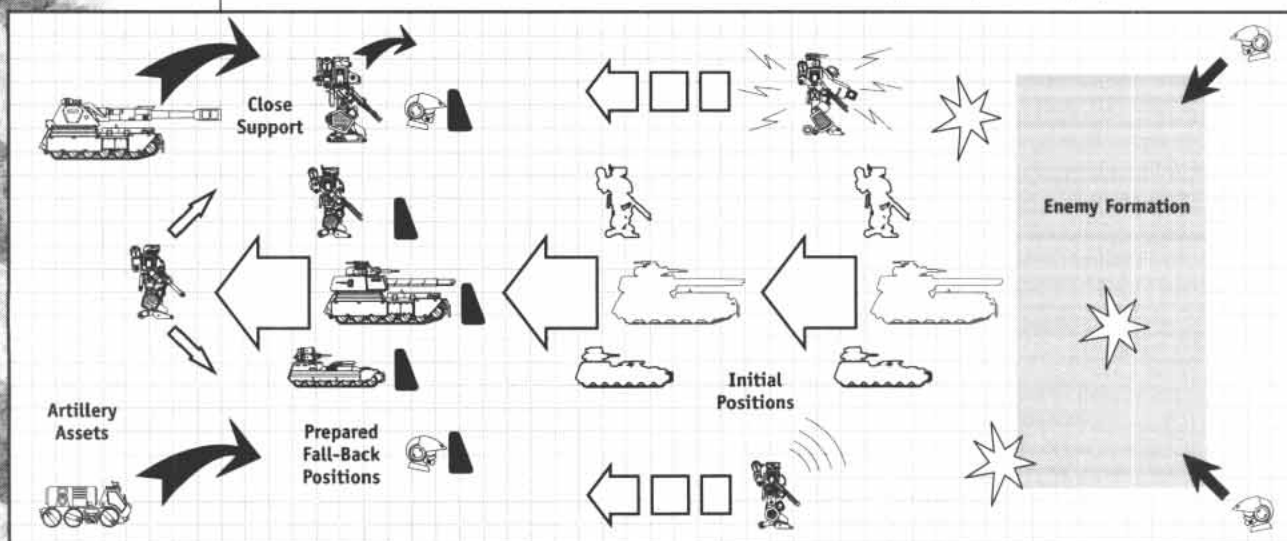 Close
Support
Enemy Formation
Initial
Positions
Artillery
Assets
Prepared
Fall-Back
Positions